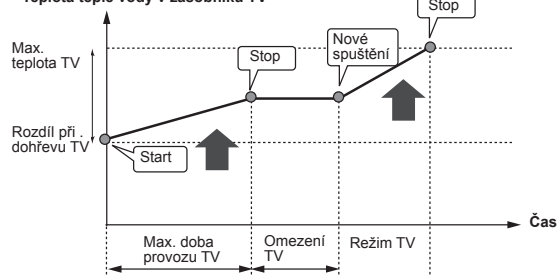 Teplota teplé vody v zásobníku TV
Stop
Max.
teplota TV
Stop
Nové
spuštění
Rozdíl při .
dohřevu TV
Start
Čas
Max. doba
provozu TV
Omezení
TV
Režim TV